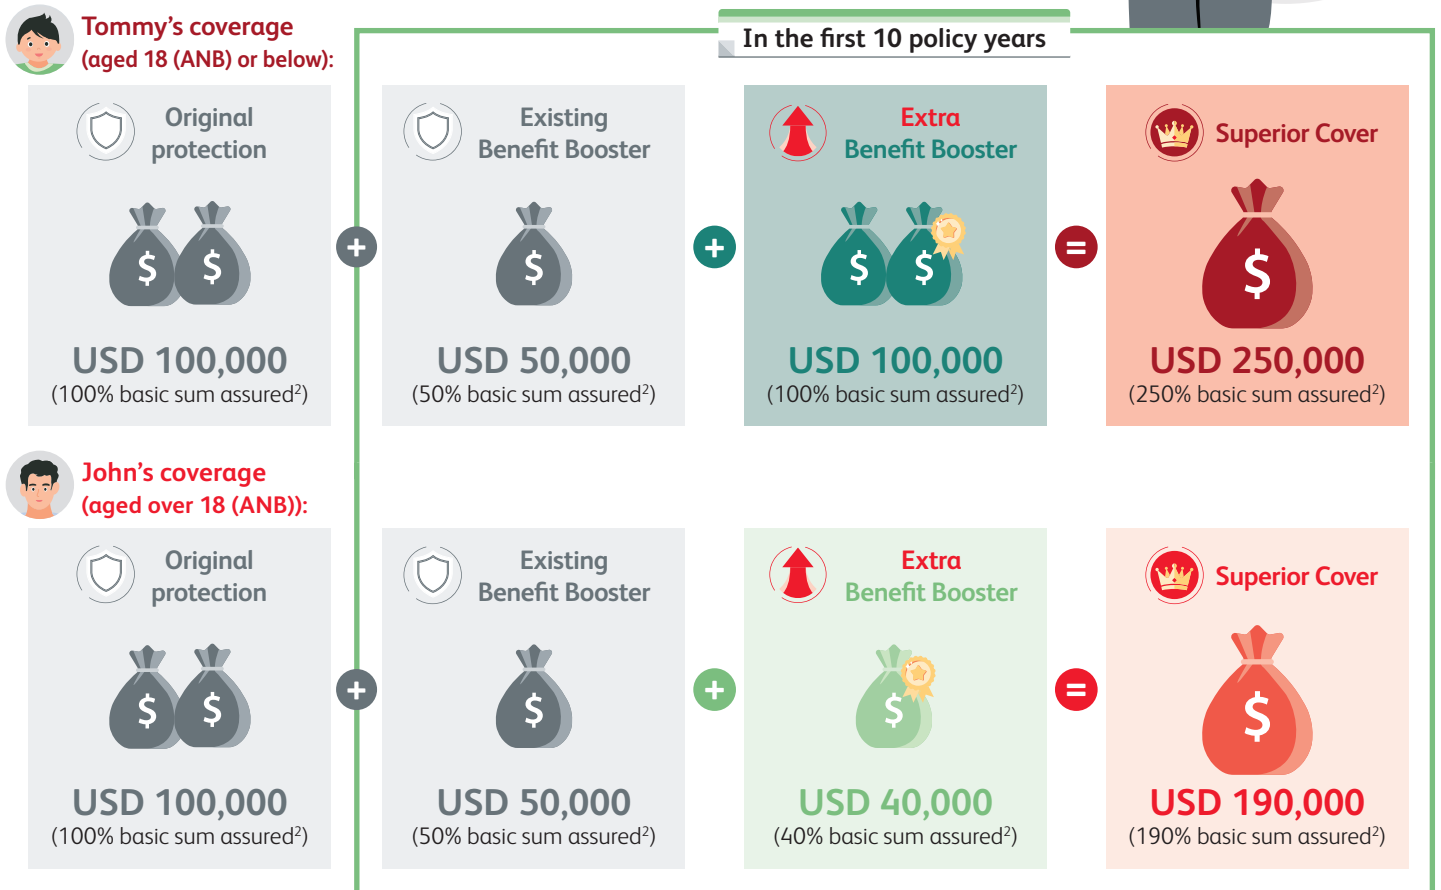 Tommy’s coverage
(aged 18 (ANB) or below):
In the first 10 policy years
Original
protection
Existing
Benefit Booster
Extra
Benefit Booster
Superior Cover
$ $
+
$
+
$ $
=
$
USD 100,000
(100% basic sum assured²)
USD 50,000
(50% basic sum assured²)
USD 100,000
(100% basic sum assured²)
USD 250,000
(250% basic sum assured²)
John’s coverage
(aged over 18 (ANB)):
Original
protection
Existing
Benefit Booster
Extra
Benefit Booster
Superior Cover
$ $
+
$
+
$
=
$
USD 100,000
(100% basic sum assured²)
USD 50,000
(50% basic sum assured²)
USD 40,000
(40% basic sum assured²)
USD 190,000
(190% basic sum assured²)